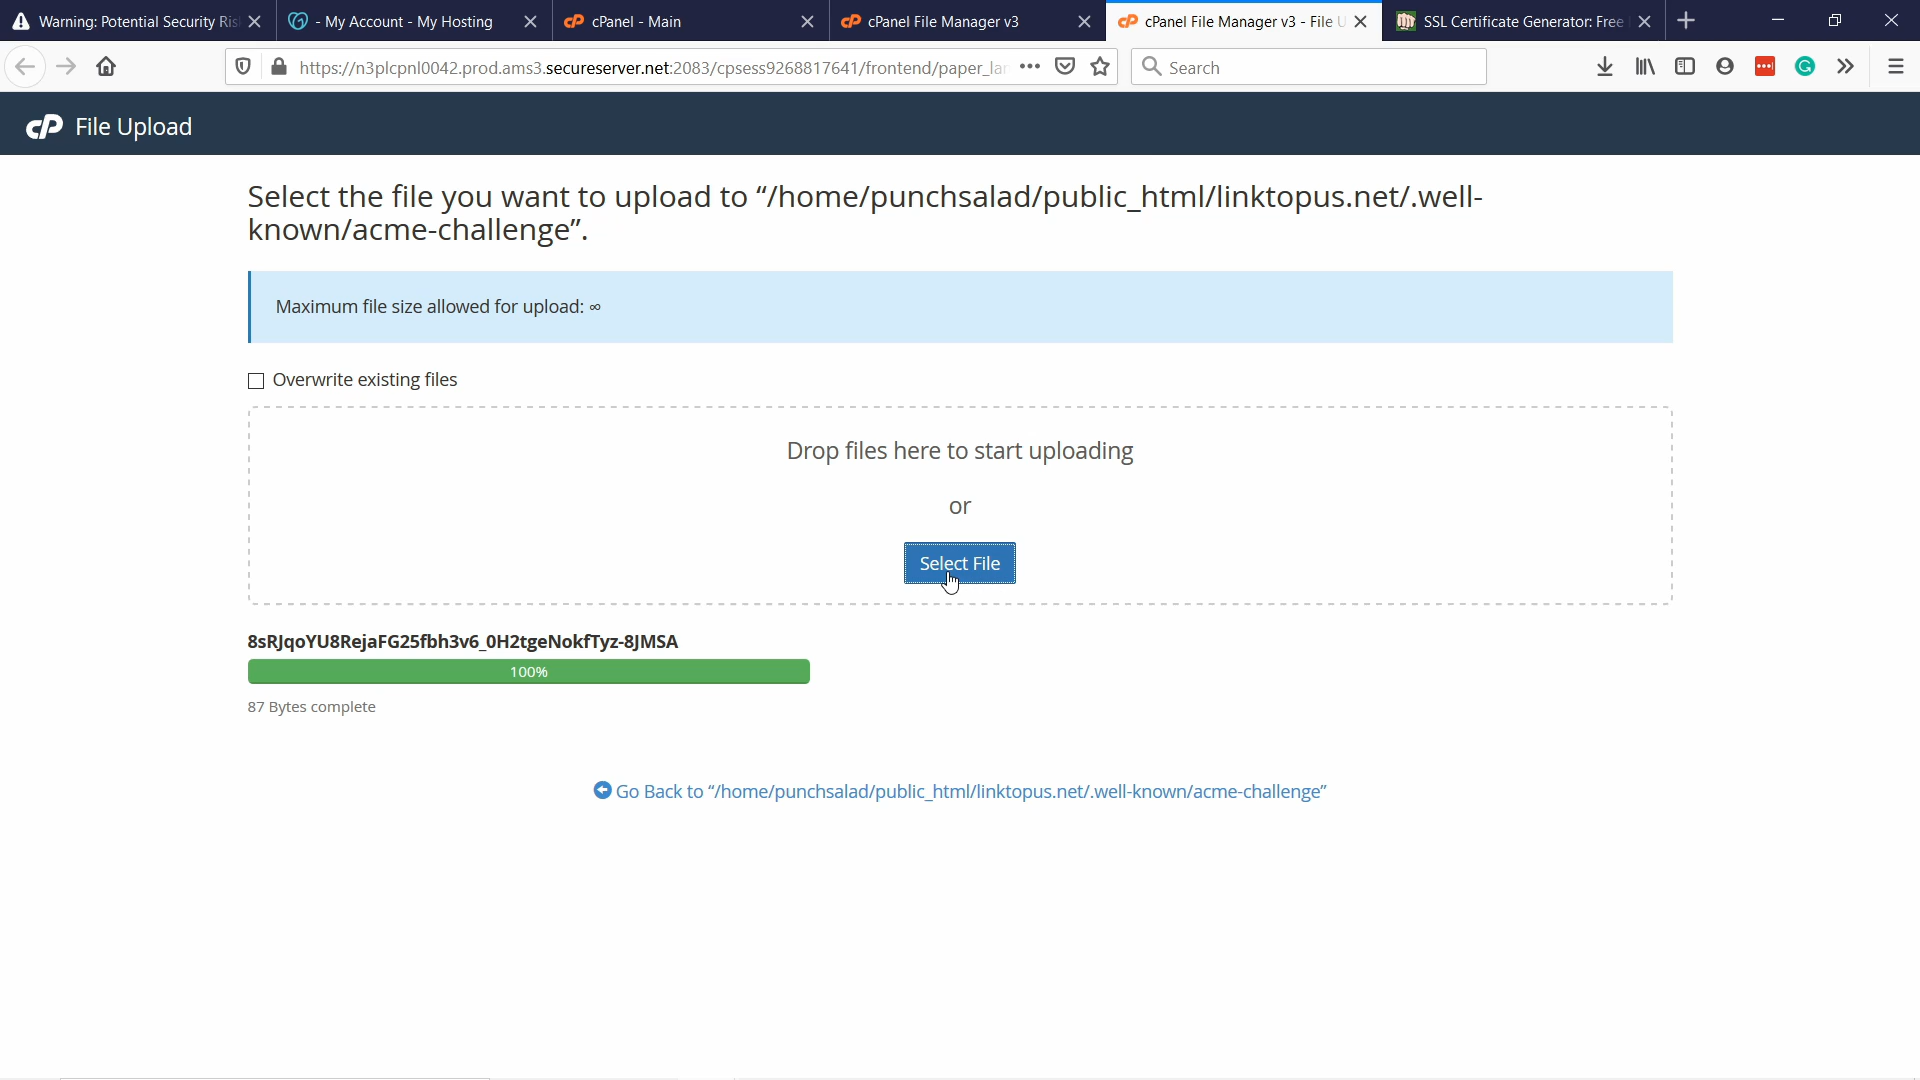 Warning: Potential Security Ris
- My Account - My Hosting
cPanel - Main
cPanel File Manager v3
cPanel File Manager v3 - File U
SSL Certificate Generator: Free
https://n3plcpnl0042.prod.ams3.secureserver.net:2083/cpsess9268817641/frontend/paper_lan
Search
cP File Upload
Select the file you want to upload to “/home/punchsalad/public_html/linktopus.net/.well-
known/acme-challenge”.
Maximum file size allowed for upload: ∞
Overwrite existing files
Drop files here to start uploading
or
Select File
8sRJqoYU8RejaFG25fbh3v6_0H2tgeNokfTyz-8JMSA
100%
87 Bytes complete
Go Back to “/home/punchsalad/public_html/linktopus.net/.well-known/acme-challenge”